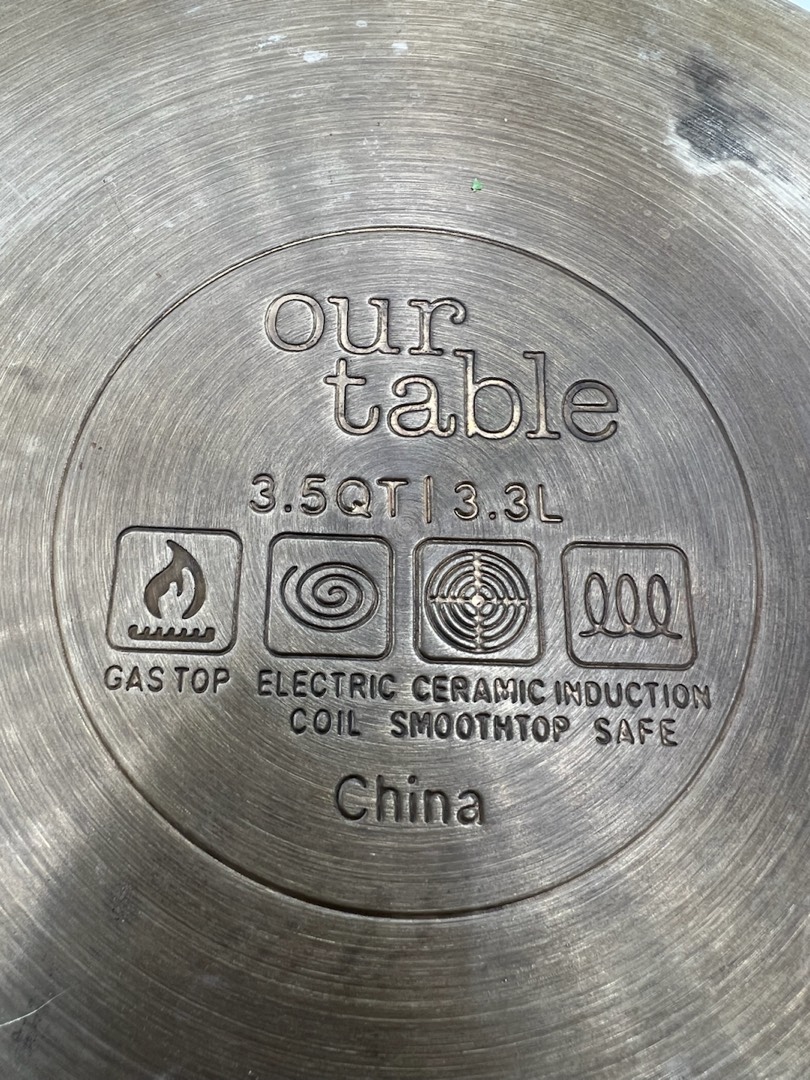 our
table
3.5QT | 3.3L
GAS TOP ELECTRIC CERAMIC INDUCTION
COIL SMOOTHTOP SAFE
China